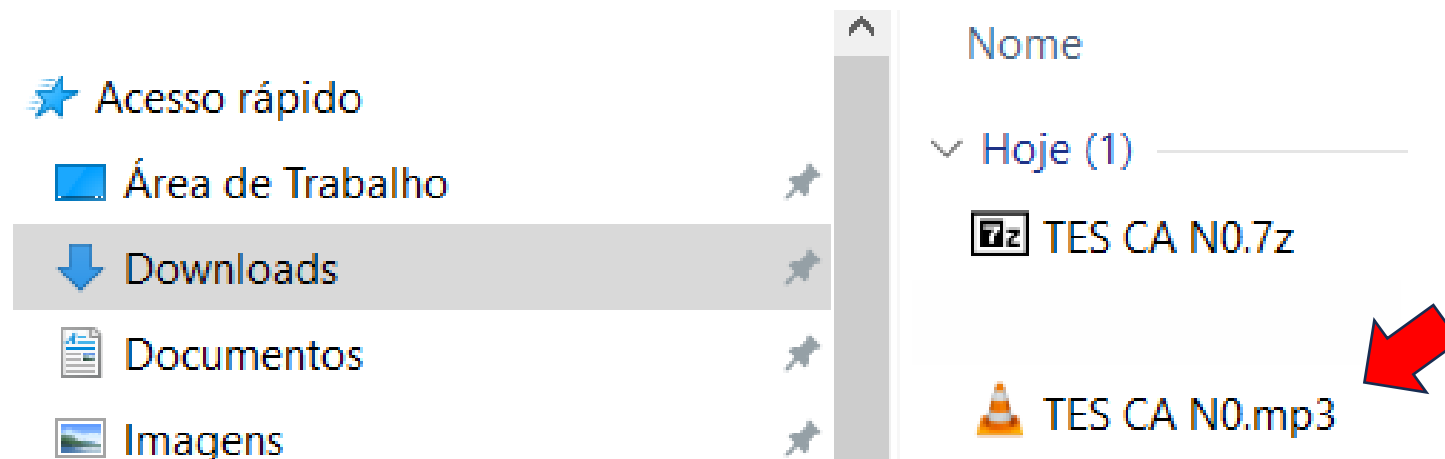 Acesso rápido
Área de Trabalho
Downloads
Documentos
Imagens
Nome
Hoje (1)
7z TES CA N0.7z
TES CA N0.mp3